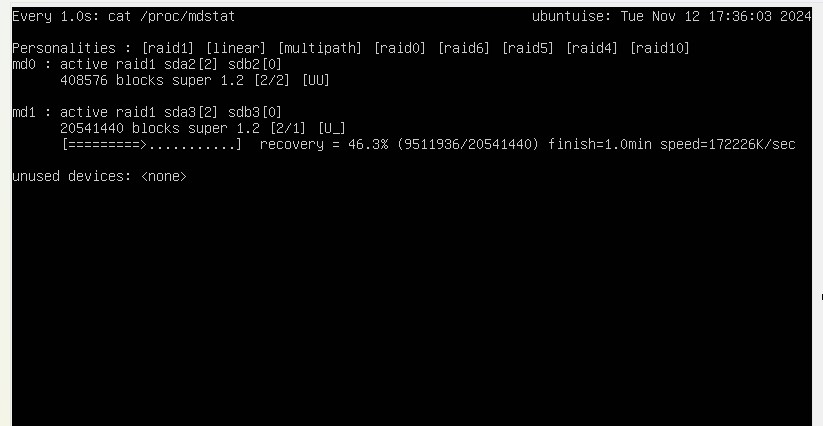 Every 1.0s: cat /proc/mdstat ubuntuise: Tue Nov 12 17:36:03 2024
Personalities : [raid1] [linear] [multipath] [raid0] [raid6] [raid5] [raid4] [raid10]
md0 : active raid1 sda2[2] sdb2[0]
408576 blocks super 1.2 [2/2] [UU]
md1 : active raid1 sda3[2] sdb3[0]
20541440 blocks super 1.2 [2/1] [U_]
[=========>...........] recovery = 46.3% (9511936/20541440) finish=1.0min speed=172226K/sec
unused devices: <none>